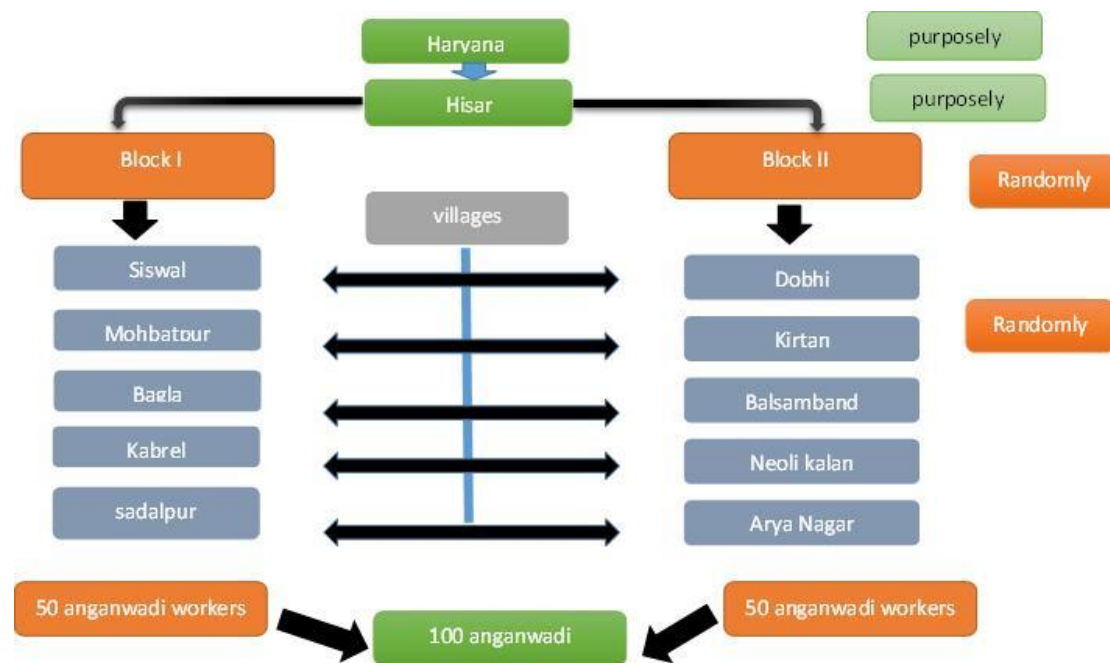 Haryana
purposely
Hisar
purposely
Block I
Block II
Randomly
villages
Siswal
Dobhi
Mohbatpur
Kirtan
Randomly
Bagla
Balsamband
Kabrel
Neoli kalan
sadalpur
Arya Nagar
50 anganwadi workers
50 anganwadi workers
100 anganwadi